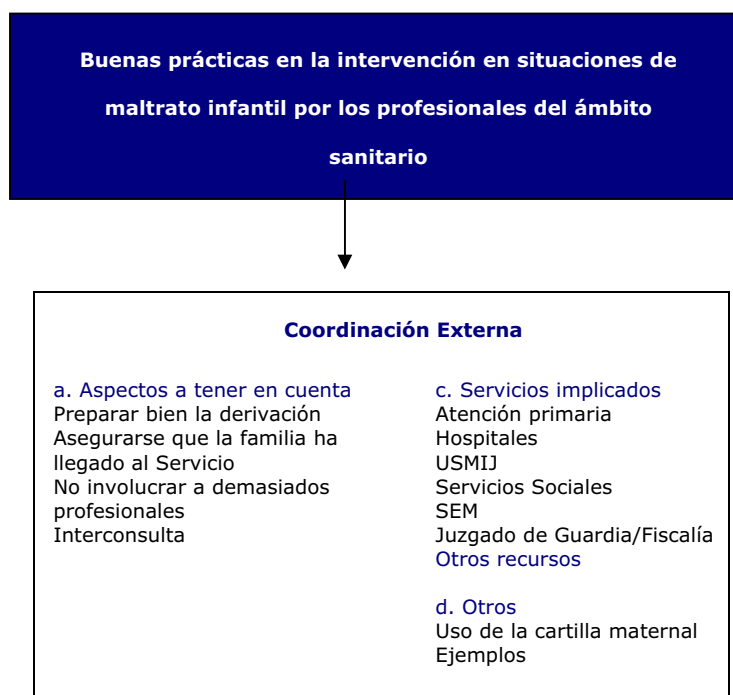 Buenas prácticas en la intervención en situaciones de
maltrato infantil por los profesionales del ámbito
sanitario
Coordinación Externa
a. Aspectos a tener en cuenta
Preparar bien la derivación
Asegurarse que la familia ha
llegado al Servicio
No involucrar a demasiados
profesionales
Interconsulta
c. Servicios implicados
Atención primaria
Hospitales
USMIJ
Servicios Sociales
SEM
Juzgado de Guardia/Fiscalía
Otros recursos
d. Otros
Uso de la cartilla maternal
Ejemplos